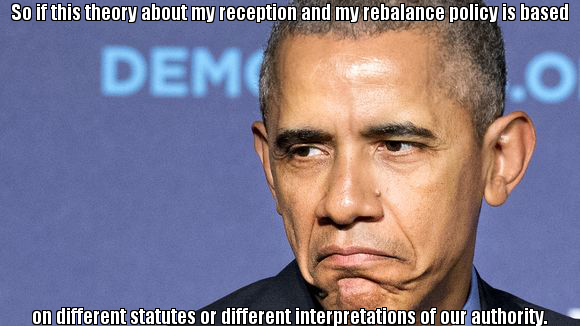 So if this theory about my reception and my rebalance policy is based
DEM
.O
on different statutes or different interpretations of our authority.